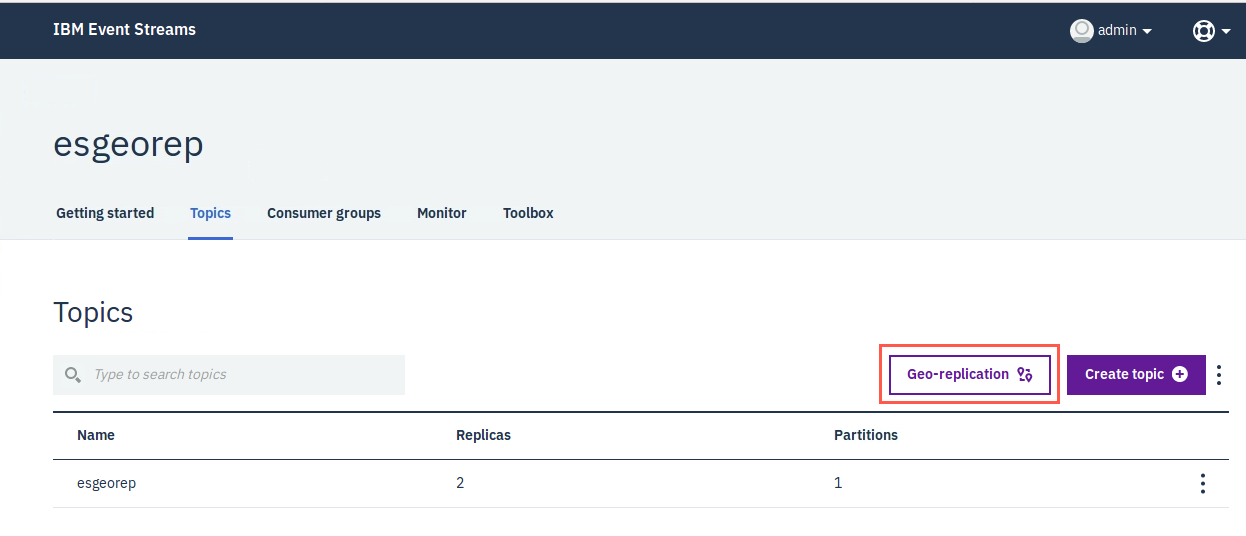 IBM Event Streams
admin
esgeorep
Getting started Topics Consumer groups Monitor Toolbox
Topics
Type to search topics
Geo-replication
Create topic
Name Replicas Partitions
esgeorep 2 1